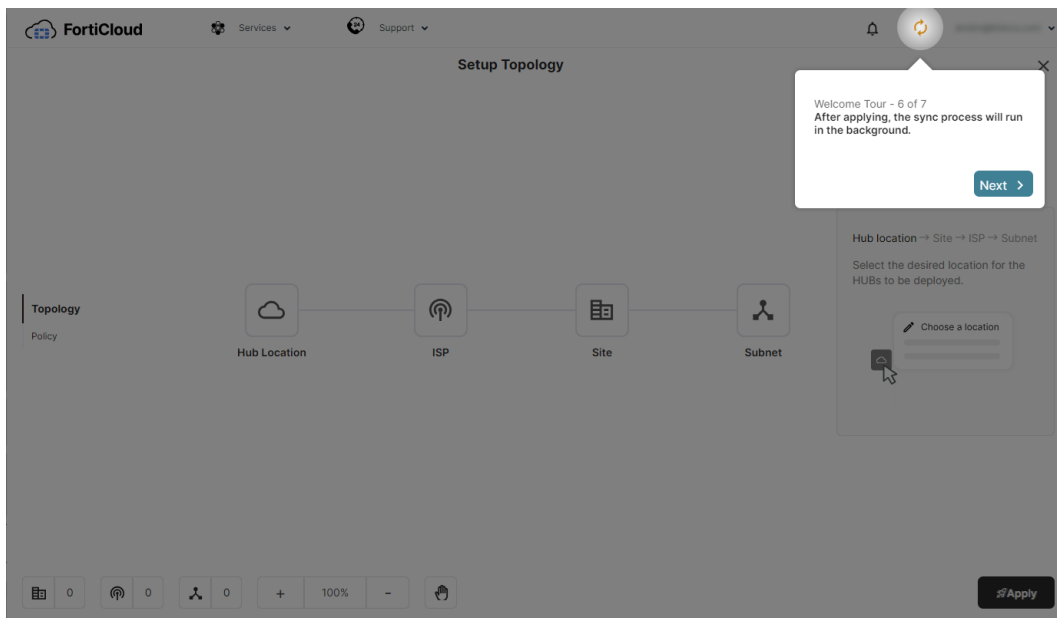 FortiCloud
Services
24
Support
Setup Topology
Welcome Tour - 6 of 7
After applying, the sync process will run
in the background.
Next
Hub location → Site → ISP → Subnet
Select the desired location for the
HUBs to be deployed.
Choose a location
Topology
Policy
Hub Location
ISP
Site
Subnet
0
0
0
+
100%
-
Apply